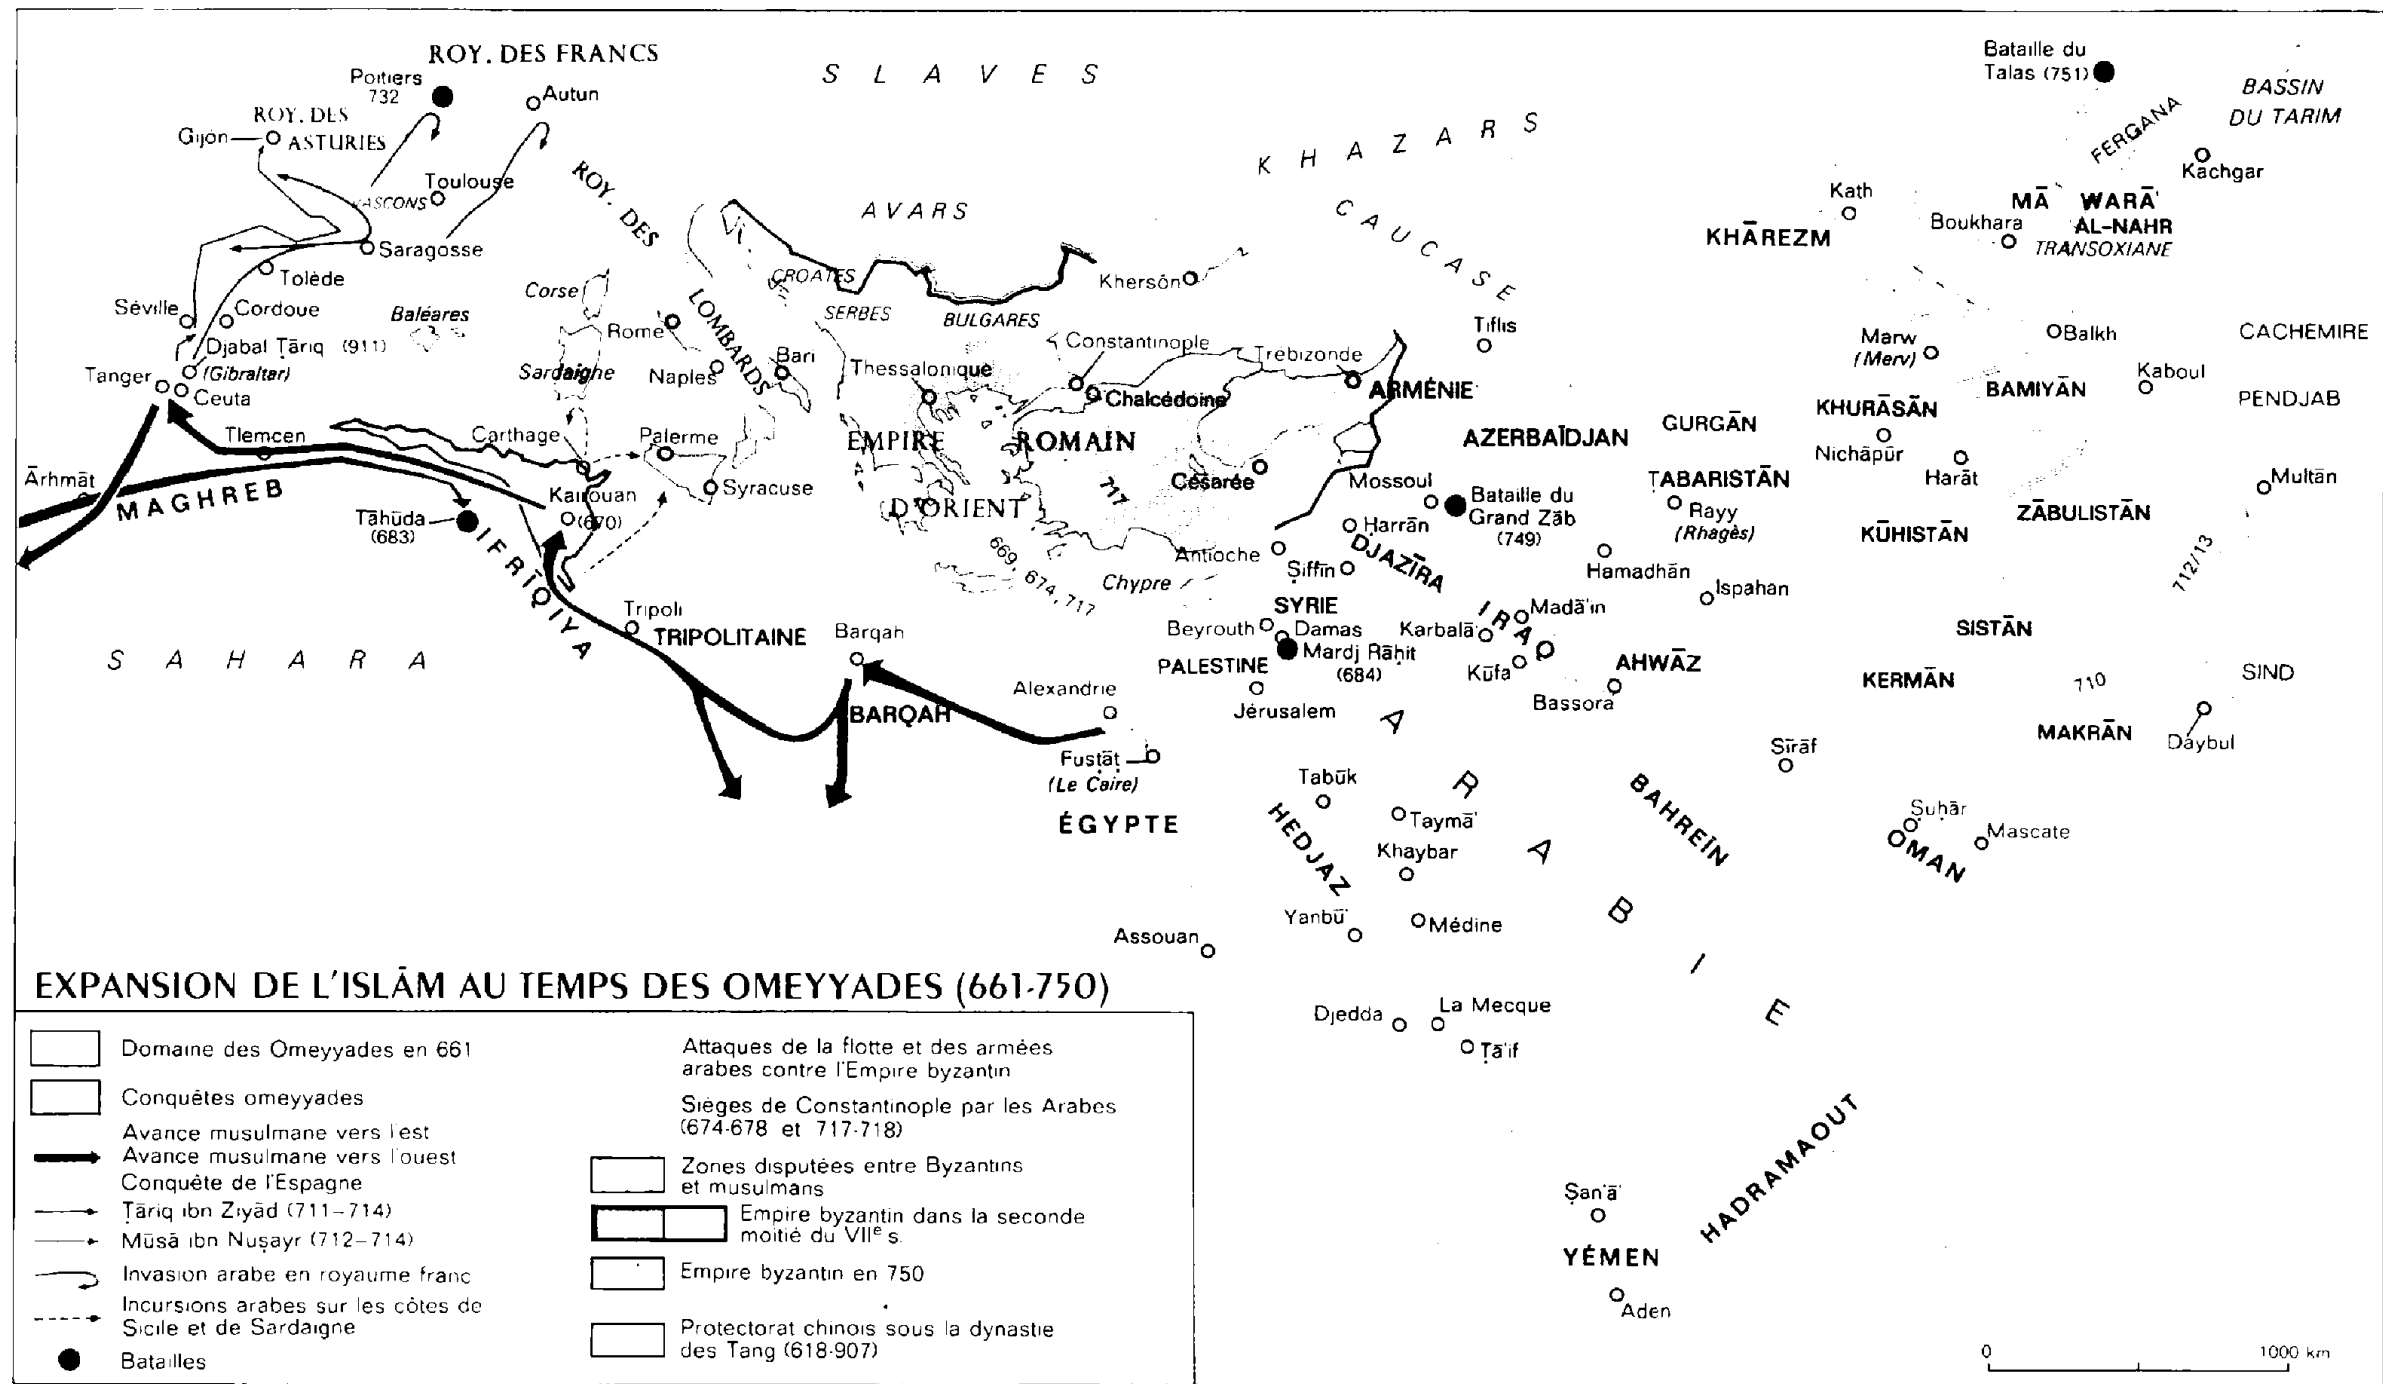 ROY. DES FRANCS
Poitiers
732
Autun
ROY. DES
ASTURIES
Gijón
VASCONS
Toulouse
Saragosse
Tolède
Séville
Cordoue
Djabal Ṭāriq (911)
(Gibraltar)
Tanger
Ceuta
Baléares
Corse
Sardaigne
ROY. DES
LOMBARDS
Rome
Naples
Bari
Palerme
Syracuse
Carthage
Tlemcen
Ārhmāt
MAGHREB
Tāhūda
(683)
Kairouan
(670)
IFRĪQIYA
Tripoli
TRIPOLITAINE
Barqah
BARQAH
SAHARA
SLAVES
AVARS
KHAZARS
CAUCASE
CROATES
SERBES
BULGARES
Khersôn
Thessalonique
Constantinople
Chalcédoine
Trébizonde
ARMÉNIE
Tiflis
EMPIRE ROMAIN
D'ORIENT
717
Césarée
669, 674, 717
Chypre
Antioche
Alexandrie
Fusṭāṭ
(Le Caire)
ÉGYPTE
Assouan
AZERBAÏDJAN
Mossoul
Bataille du
Grand Zāb
(749)
Harrān
DJAZĪRA
Ṣiffīn
SYRIE
Beyrouth
Damas
Mardj Rāḥiṭ
(684)
PALESTINE
Jérusalem
IRAQ
Madā'in
Karbalā'
Kūfa
Bassora
AHWĀZ
Hamadhān
Ispahan
GURGĀN
TABARISTĀN
Rayy
(Rhagès)
KHĀREZM
Kath
Boukhara
MĀ WARĀ'
AL-NAHR
TRANSOXIANE
FERGANA
Bataille du
Talas (751)
BASSIN
DU TARIM
Kachgar
Marw
(Merv)
Balkh
CACHEMIRE
BAMIYĀN
Kaboul
PENDJAB
KHURĀSĀN
Nichāpūr
Harāt
Multān
ZĀBULISTĀN
KŪHISTĀN
712/13
SISTĀN
KERMĀN
710
SIND
MAKRĀN
Daybul
Sīrāf
Ṣuḥār
Mascate
OMAN
BAHREÏN
ARABIE
Tabūk
Taymā'
Khaybar
HEDJAZ
Yanbū'
Médine
Djedda
La Mecque
Ṭā'if
HADRAMAOUT
Ṣan'ā'
YÉMEN
Aden
EXPANSION DE L'ISLĀM AU TEMPS DES OMEYYADES (661-750)
Domaine des Omeyyades en 661
Conquêtes omeyyades
Avance musulmane vers l'est
Avance musulmane vers l'ouest
Conquête de l'Espagne
Ṭāriq ibn Ziyād (711–714)
Mūsā ibn Nuṣayr (712–714)
Invasion arabe en royaume franc
Incursions arabes sur les côtes de
Sicile et de Sardaigne
Batailles
Attaques de la flotte et des armées
arabes contre l'Empire byzantin
Sièges de Constantinople par les Arabes
(674-678 et 717-718)
Zones disputées entre Byzantins
et musulmans
Empire byzantin dans la seconde
moitié du VIIe s.
Empire byzantin en 750
Protectorat chinois sous la dynastie
des Tang (618-907)
0 1000 km